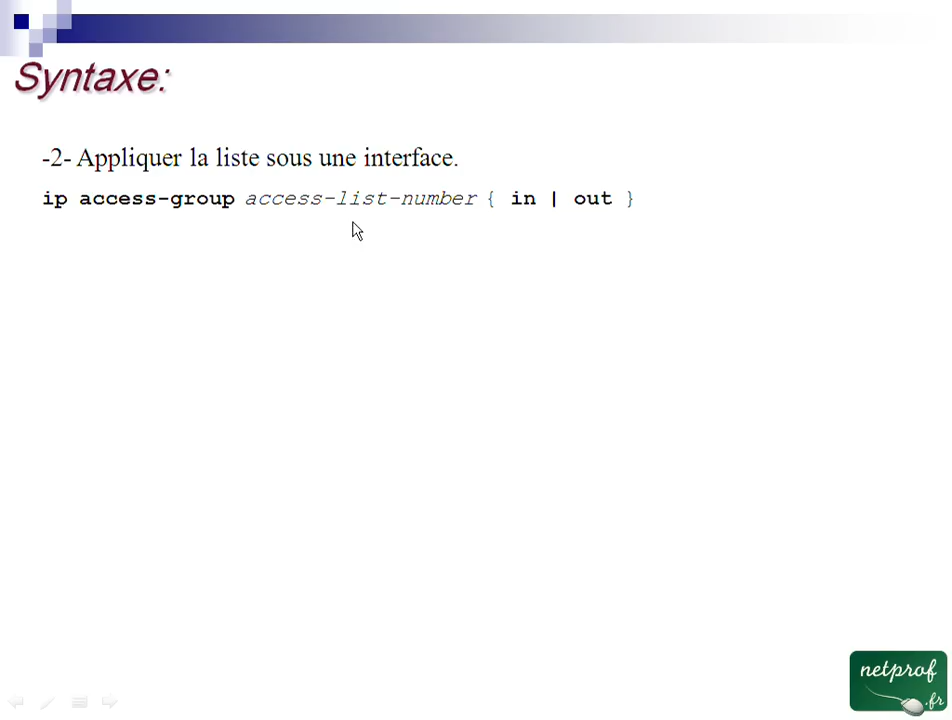 Syntaxe:
-2- Appliquer la liste sous une interface.
ip access-group access-list-number { in | out }
netprof
.fr